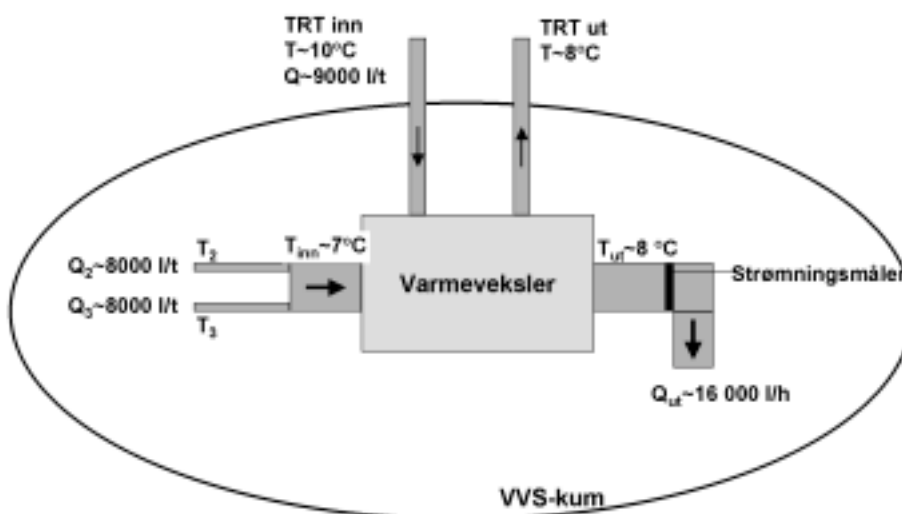 TRT inn
T~10°C
Q~9000 l/t
TRT ut
T~8°C
T₂
Q₂~8000 l/t
Q₃~8000 l/t
T₃
Tinn~7°C
Varmeveksler
Tut~8 °C
Strømningsmåler
Qut~16 000 l/h
VVS-kum